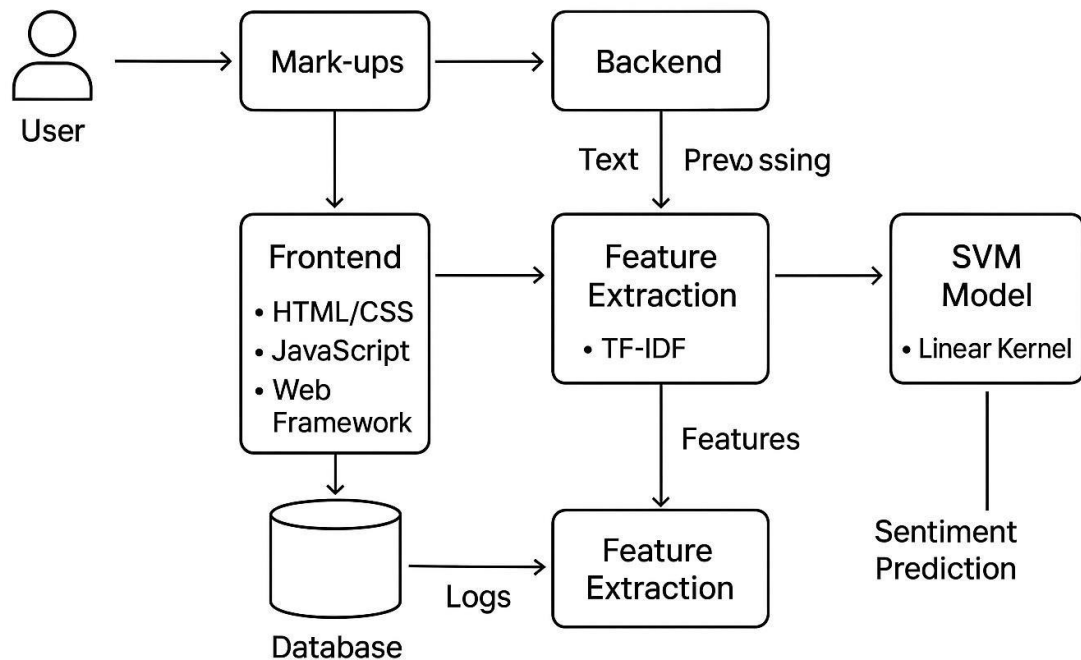 Mark-ups
Backend
User
Text
Frontend
• HTML/CSS
• JavaScript
• Web
Framework
Feature
Extraction
• TF-IDF
SVM
Model
• Linear Kernel
Features
Sentiment
Prediction
Logs
Feature
Extraction
Database